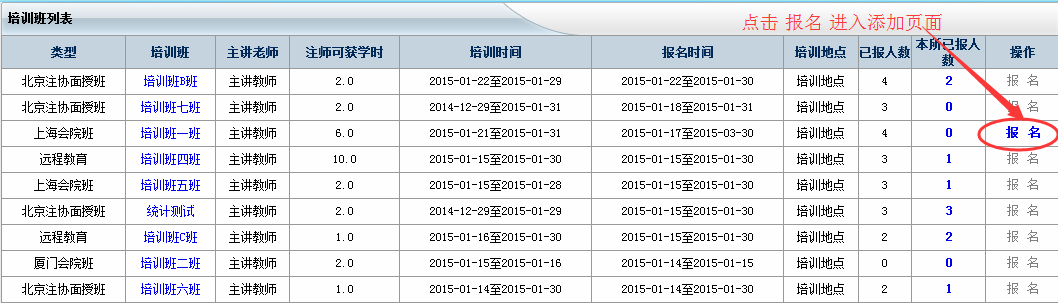 培训班列表
点击 报名 进入添加页面
类型 培训班 主讲老师 注师可获学时 培训时间 报名时间 培训地点 已报人数 本所已报人数 操作
北京注协面授班 培训班B班 主讲教师 2.0 2015-01-22至2015-01-29 2015-01-22至2015-01-30 培训地点 4 2 报 名
北京注协面授班 培训班七班 主讲教师 2.0 2014-12-29至2015-01-31 2015-01-18至2015-01-31 培训地点 3 0 报 名
上海会院班 培训班一班 主讲教师 6.0 2015-01-21至2015-01-31 2015-01-17至2015-03-30 培训地点 4 0 报 名
远程教育 培训班四班 主讲教师 10.0 2015-01-15至2015-01-30 2015-01-15至2015-01-30 培训地点 3 1 报 名
上海会院班 培训班五班 主讲教师 2.0 2015-01-15至2015-01-28 2015-01-15至2015-01-30 培训地点 3 1 报 名
北京注协面授班 统计测试 主讲教师 2.0 2014-12-29至2015-01-29 2015-01-15至2015-01-30 培训地点 3 3 报 名
远程教育 培训班C班 主讲教师 1.0 2015-01-16至2015-01-30 2015-01-15至2015-01-30 培训地点 2 2 报 名
厦门会院班 培训班二班 主讲教师 2.0 2015-01-15至2015-01-16 2015-01-14至2015-01-15 培训地点 0 0 报 名
北京注协面授班 培训班六班 主讲教师 1.0 2015-01-14至2015-01-30 2015-01-14至2015-01-30 培训地点 2 1 报 名